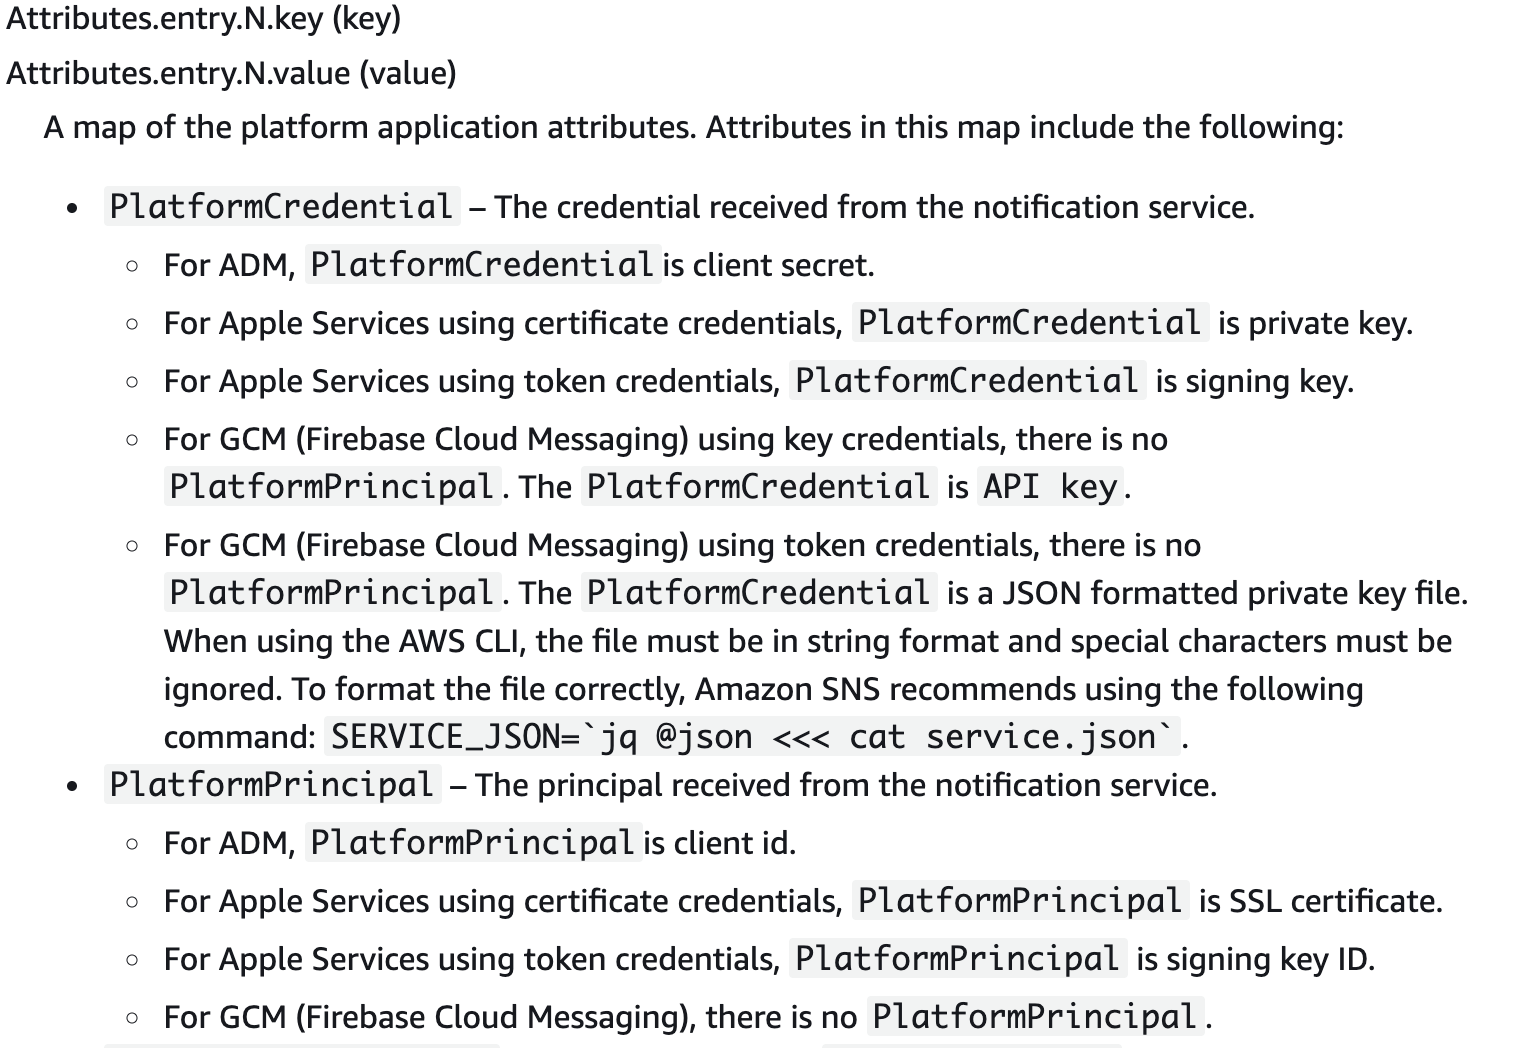 Attributes.entry.N.key (key)
Attributes.entry.N.value (value)
A map of the platform application attributes. Attributes in this map include the following:
• PlatformCredential – The credential received from the notification service.
◦ For ADM, PlatformCredential is client secret.
◦ For Apple Services using certificate credentials, PlatformCredential is private key.
◦ For Apple Services using token credentials, PlatformCredential is signing key.
◦ For GCM (Firebase Cloud Messaging) using key credentials, there is no
PlatformPrincipal. The PlatformCredential is API key.
◦ For GCM (Firebase Cloud Messaging) using token credentials, there is no
PlatformPrincipal. The PlatformCredential is a JSON formatted private key file.
When using the AWS CLI, the file must be in string format and special characters must be
ignored. To format the file correctly, Amazon SNS recommends using the following
command: SERVICE_JSON=`jq @json <<< cat service.json`.
• PlatformPrincipal – The principal received from the notification service.
◦ For ADM, PlatformPrincipal is client id.
◦ For Apple Services using certificate credentials, PlatformPrincipal is SSL certificate.
◦ For Apple Services using token credentials, PlatformPrincipal is signing key ID.
◦ For GCM (Firebase Cloud Messaging), there is no PlatformPrincipal.